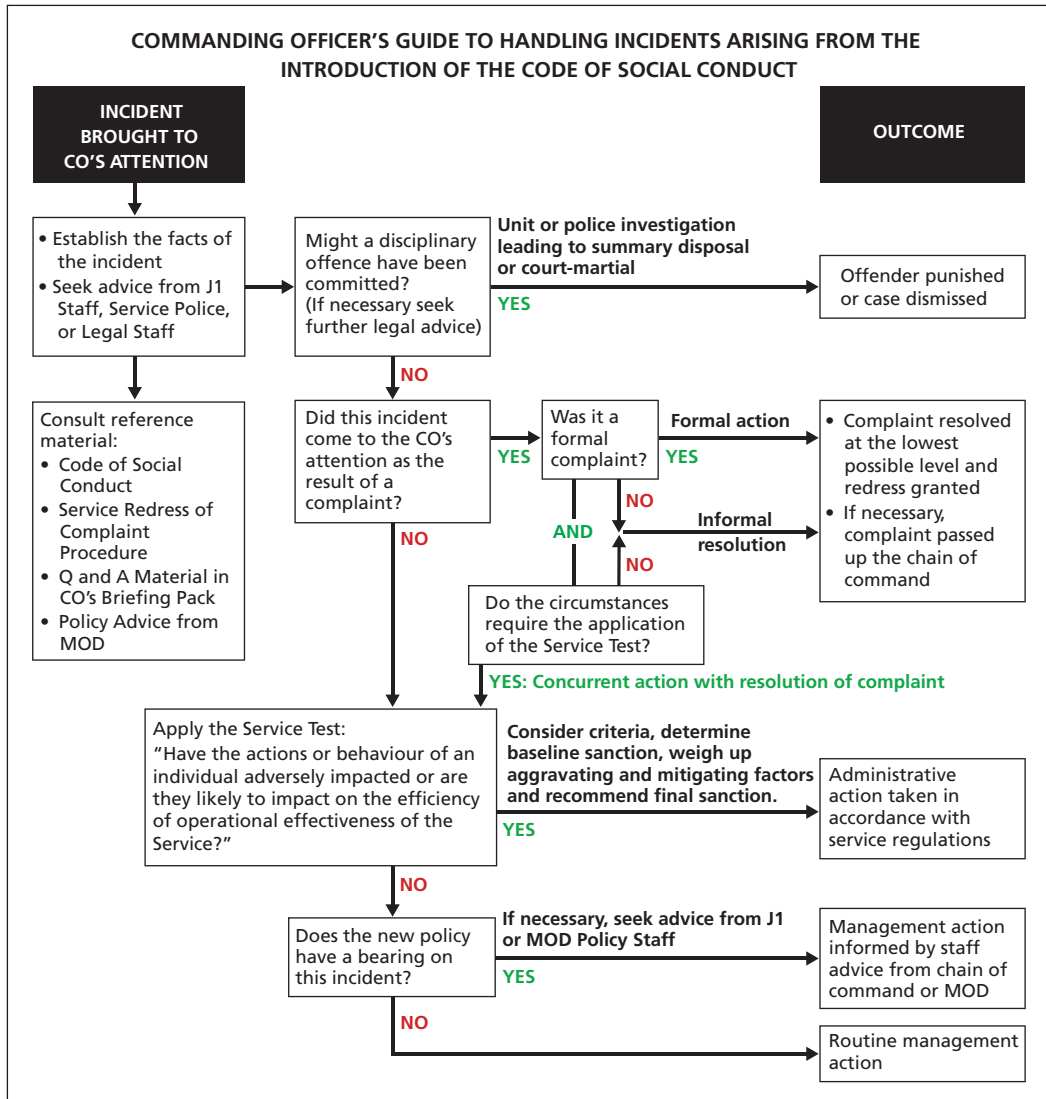 COMMANDING OFFICER’S GUIDE TO HANDLING INCIDENTS ARISING FROM THE
INTRODUCTION OF THE CODE OF SOCIAL CONDUCT
INCIDENT
BROUGHT TO
CO’S ATTENTION
OUTCOME
• Establish the facts of
the incident
• Seek advice from J1
Staff, Service Police,
or Legal Staff
Might a disciplinary
offence have been
committed?
(If necessary seek
further legal advice)
Unit or police investigation
leading to summary disposal
or court-martial
YES
Offender punished
or case dismissed
NO
Consult reference
material:
• Code of Social
Conduct
• Service Redress of
Complaint
Procedure
• Q and A Material in
CO’s Briefing Pack
• Policy Advice from
MOD
Did this incident
come to the CO’s
attention as the
result of a
complaint?
YES
Was it a
formal
complaint?
Formal action
YES
• Complaint resolved
at the lowest
possible level and
redress granted
• If necessary,
complaint passed
up the chain of
command
NO
AND
NO
Informal
resolution
NO
Do the circumstances
require the application
of the Service Test?
YES: Concurrent action with resolution of complaint
Apply the Service Test:
“Have the actions or behaviour of an
individual adversely impacted or are
they likely to impact on the efficiency
of operational effectiveness of the
Service?”
Consider criteria, determine
baseline sanction, weigh up
aggravating and mitigating factors
and recommend final sanction.
YES
Administrative
action taken in
accordance with
service regulations
NO
Does the new policy
have a bearing on
this incident?
If necessary, seek advice from J1
or MOD Policy Staff
YES
Management action
informed by staff
advice from chain of
command or MOD
NO
Routine management
action